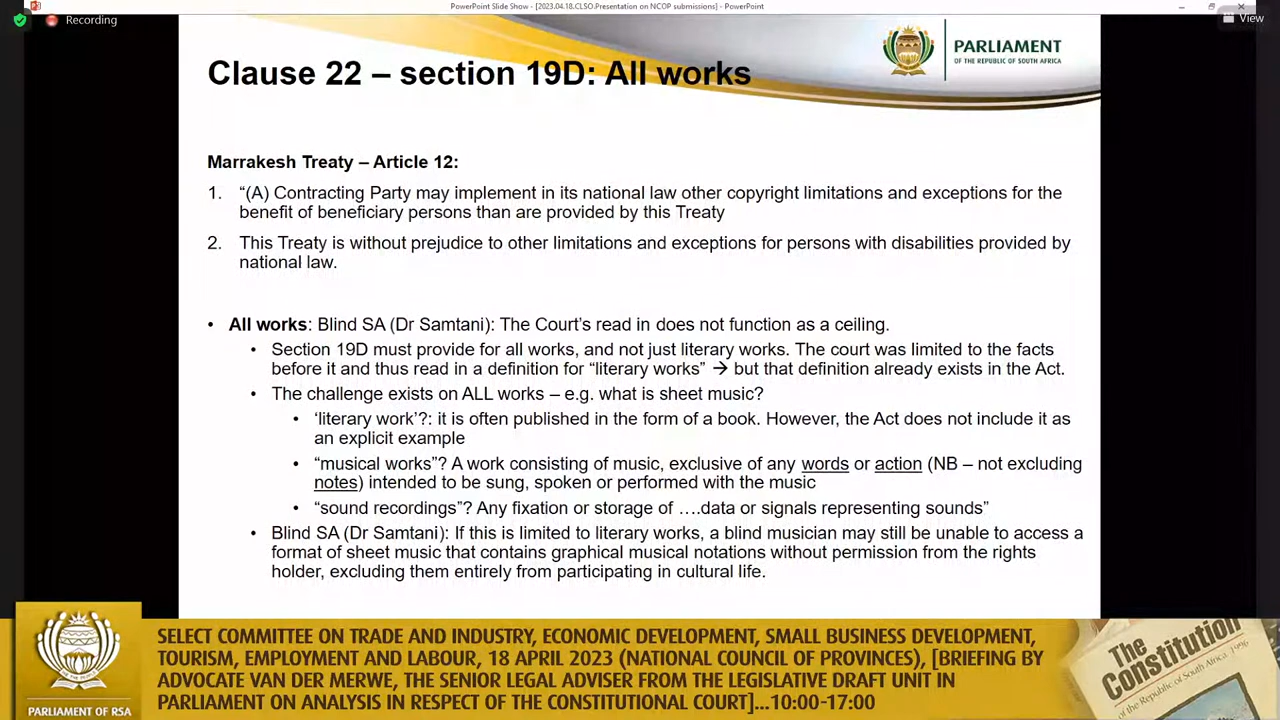 PowerPoint Slide Show - [2023.04.18.CLSO.Presentation on NCOP submissions] - PowerPoint
Recording
View
PARLIAMENT
OF THE REPUBLIC OF SOUTH AFRICA
Clause 22 – section 19D: All works
Marrakesh Treaty – Article 12:
1. “(A) Contracting Party may implement in its national law other copyright limitations and exceptions for the
benefit of beneficiary persons than are provided by this Treaty
2. This Treaty is without prejudice to other limitations and exceptions for persons with disabilities provided by
national law.
• All works: Blind SA (Dr Samtani): The Court’s read in does not function as a ceiling.
• Section 19D must provide for all works, and not just literary works. The court was limited to the facts
before it and thus read in a definition for “literary works” → but that definition already exists in the Act.
• The challenge exists on ALL works – e.g. what is sheet music?
• ‘literary work’?: it is often published in the form of a book. However, the Act does not include it as
an explicit example
• “musical works”? A work consisting of music, exclusive of any words or action (NB – not excluding
notes) intended to be sung, spoken or performed with the music
• “sound recordings”? Any fixation or storage of ….data or signals representing sounds”
• Blind SA (Dr Samtani): If this is limited to literary works, a blind musician may still be unable to access a
format of sheet music that contains graphical musical notations without permission from the rights
holder, excluding them entirely from participating in cultural life.
PARLIAMENT OF RSA
SELECT COMMITTEE ON TRADE AND INDUSTRY, ECONOMIC DEVELOPMENT, SMALL BUSINESS DEVELOPMENT,
TOURISM, EMPLOYMENT AND LABOUR, 18 APRIL 2023 (NATIONAL COUNCIL OF PROVINCES), [BRIEFING BY
ADVOCATE VAN DER MERWE, THE SENIOR LEGAL ADVISER FROM THE LEGISLATIVE DRAFT UNIT IN
PARLIAMENT ON ANALYSIS IN RESPECT OF THE CONSTITUTIONAL COURT]...10:00-17:00
The
Constitution
of the Republic of South Africa, 1996